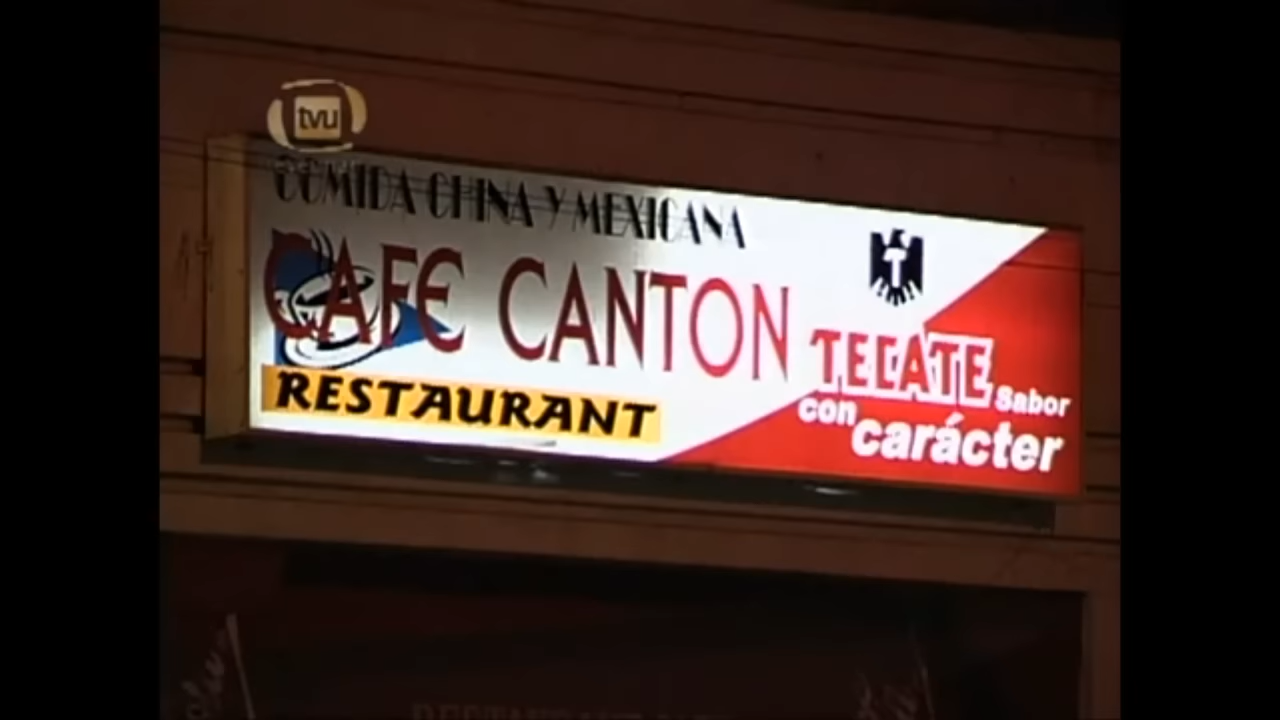 tvu
COMIDA CHINA Y MEXICANA
CAFE CANTON
RESTAURANT
T
TECATE
Sabor
con carácter